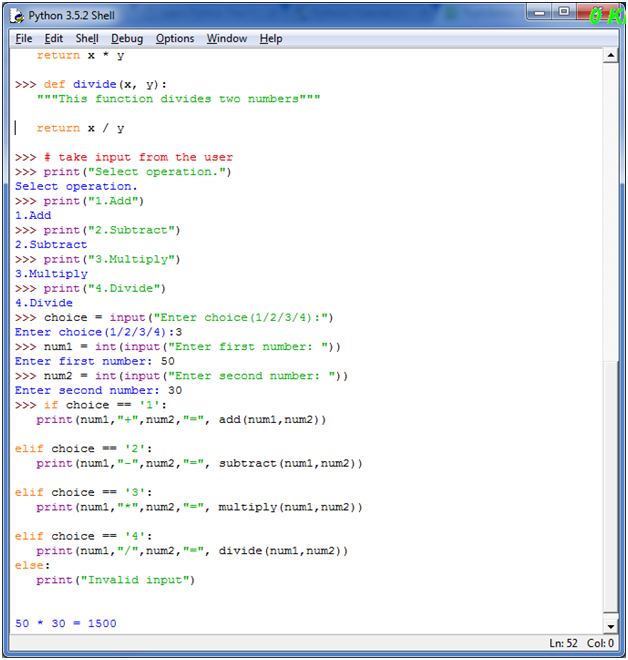 Python 3.5.2 Shell
File Edit Shell Debug Options Window Help
return x * y
>>> def divide(x, y):
"""This function divides two numbers"""
return x / y
>>> # take input from the user
>>> print("Select operation.")
Select operation.
>>> print("1.Add")
1.Add
>>> print("2.Subtract")
2.Subtract
>>> print("3.Multiply")
3.Multiply
>>> print("4.Divide")
4.Divide
>>> choice = input("Enter choice(1/2/3/4):")
Enter choice(1/2/3/4):3
>>> num1 = int(input("Enter first number: "))
Enter first number: 50
>>> num2 = int(input("Enter second number: "))
Enter second number: 30
>>> if choice == '1':
print(num1,"+",num2,"=", add(num1,num2))
elif choice == '2':
print(num1,"-",num2,"=", subtract(num1,num2))
elif choice == '3':
print(num1,"*",num2,"=", multiply(num1,num2))
elif choice == '4':
print(num1,"/",num2,"=", divide(num1,num2))
else:
print("Invalid input")
50 * 30 = 1500
Ln: 52 Col: 0